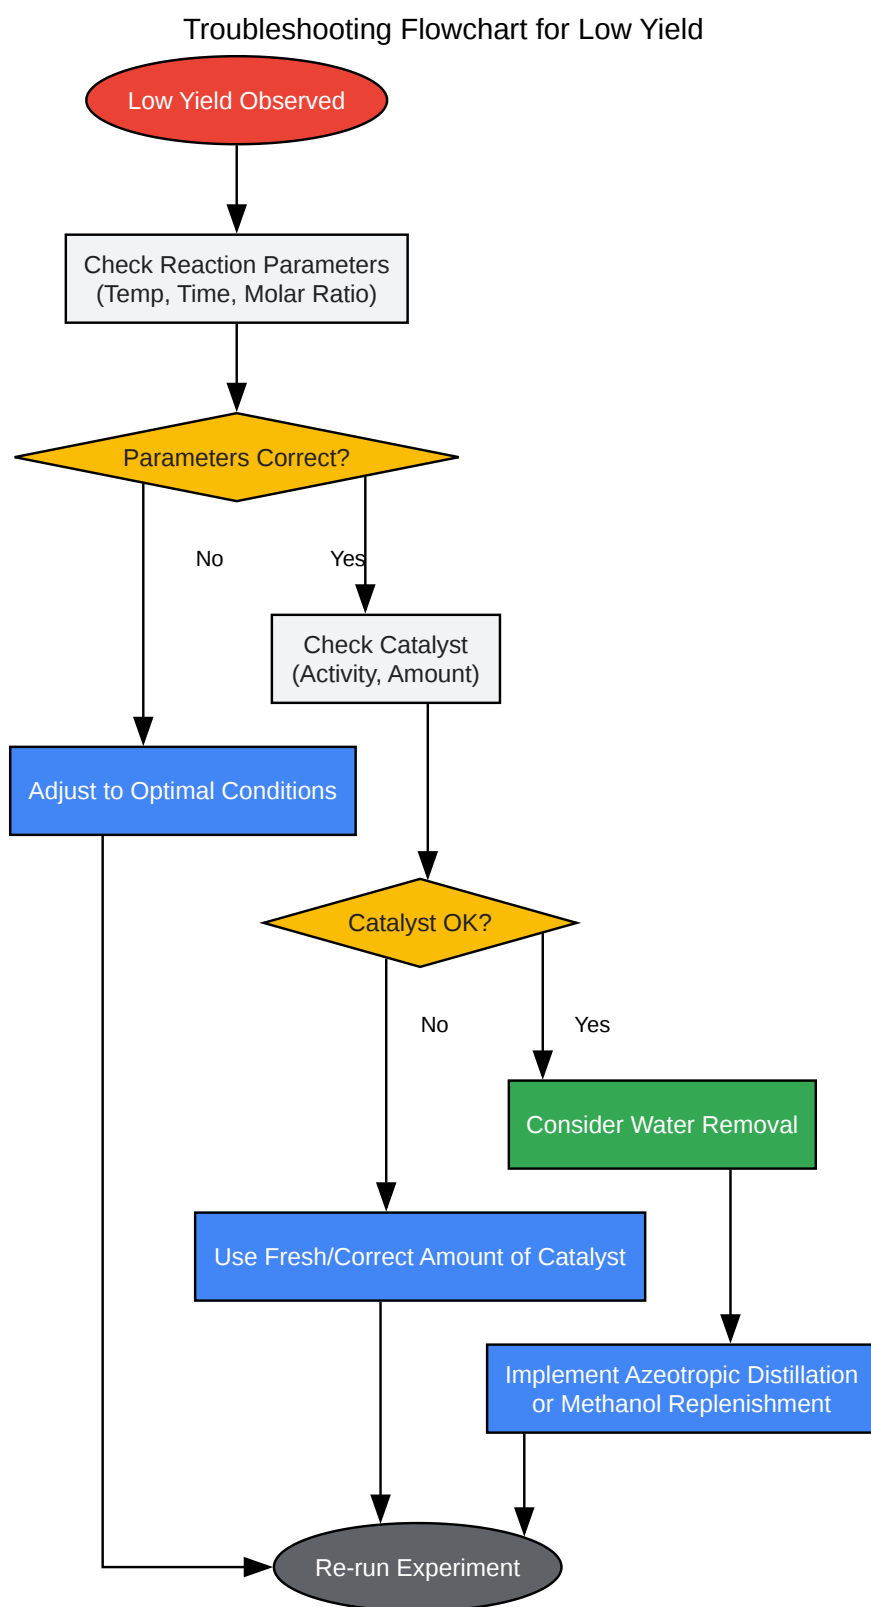 Troubleshooting Flowchart for Low Yield
Low Yield Observed
Check Reaction Parameters
(Temp, Time, Molar Ratio)
Parameters Correct?
No
Yes
Check Catalyst
(Activity, Amount)
Adjust to Optimal Conditions
Catalyst OK?
No
Yes
Consider Water Removal
Use Fresh/Correct Amount of Catalyst
Implement Azeotropic Distillation
or Methanol Replenishment
Re-run Experiment